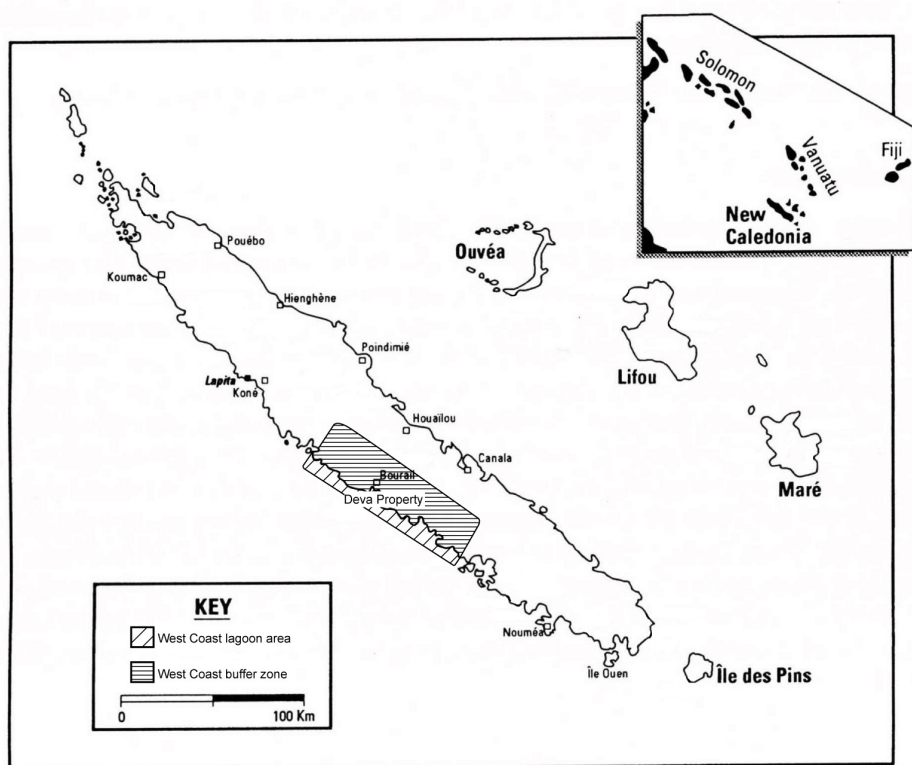 Solomon
Vanuatu
Fiji
New
Caledonia
Pouébo
Ouvéa
Koumac
Hienghène
Poindimié
Lifou
Lapita
Koné
Houaïlou
Canala
Bourail
Maré
Deva Property
KEY
West Coast lagoon area
West Coast buffer zone
0
100 Km
Nouméa
Île Ouen
Île des Pins